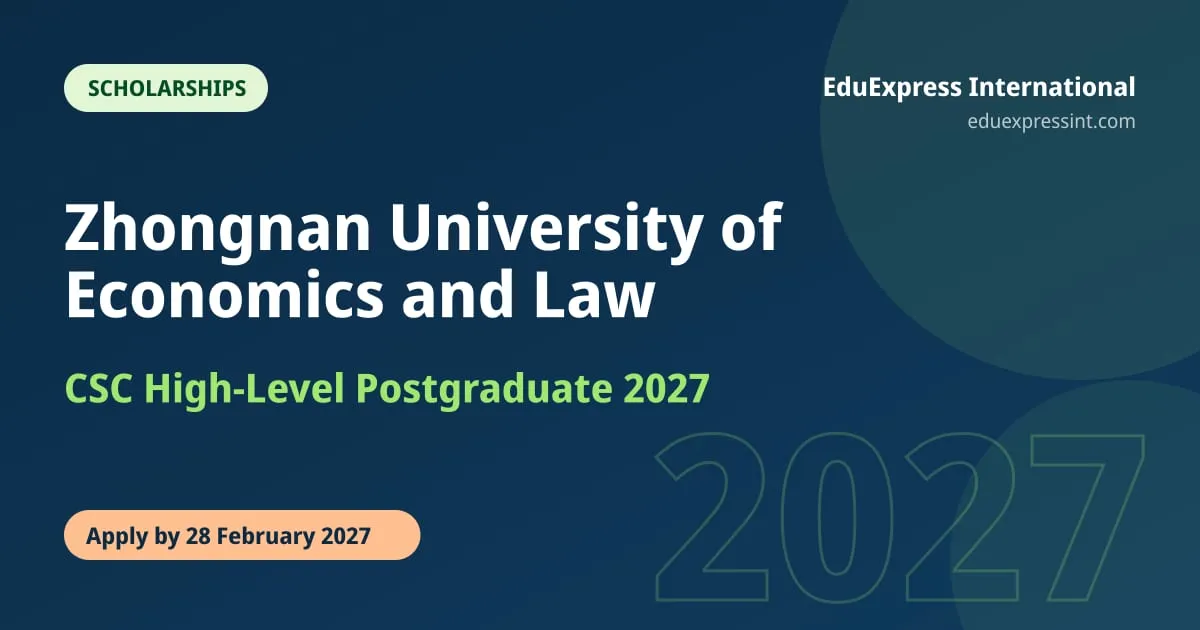 SCHOLARSHIPS
EduExpress International
eduexpressint.com
Zhongnan University of
Economics and Law
CSC High-Level Postgraduate 2027
2027
Apply by 28 February 2027